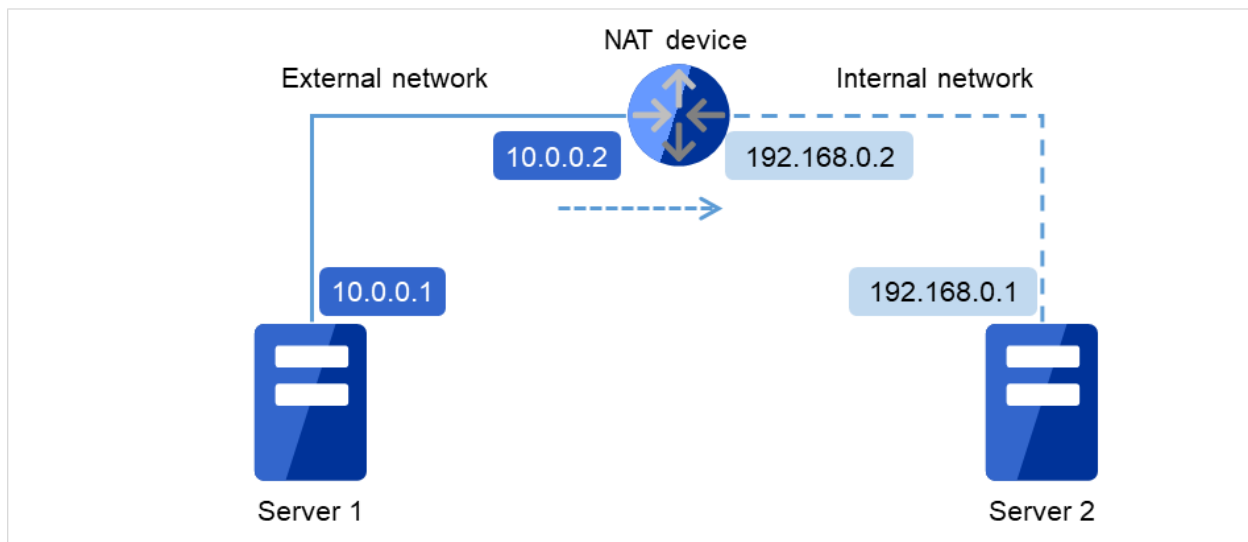 NAT device
External network
Internal network
10.0.0.2
192.168.0.2
10.0.0.1
192.168.0.1
Server 1
Server 2